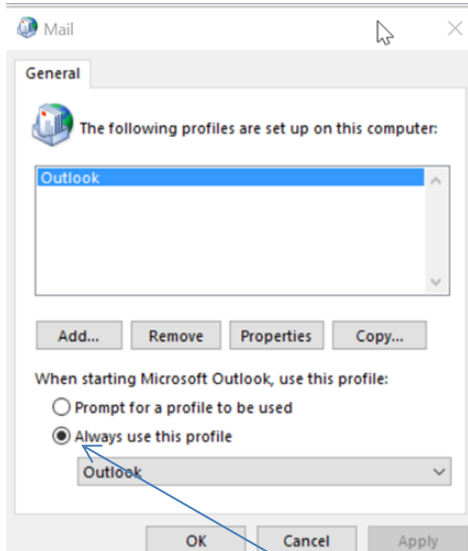 Mail
General
The following profiles are set up on this computer:
Outlook
Add... Remove Properties Copy...
When starting Microsoft Outlook, use this profile:
Prompt for a profile to be used
Always use this profile
Outlook
OK Cancel Apply